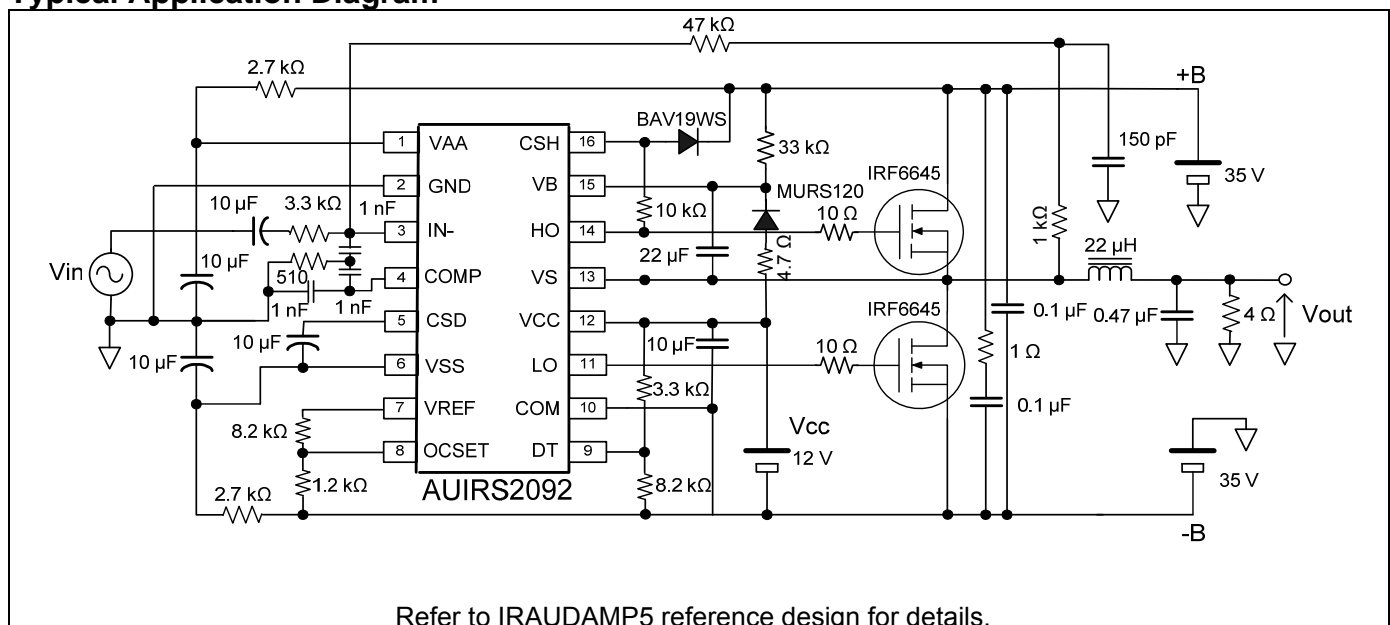 Typical Application Diagram
47 kΩ
2.7 kΩ
+B
BAV19WS
33 kΩ
150 pF
35 V
IRF6645
MURS120
10 µF
3.3 kΩ
1 nF
10 kΩ
10 Ω
1 kΩ
22 µH
10 µF
22 µF
4.7 Ω
Vin
510
1 nF
1 nF
IRF6645
0.1 µF
0.47 µF
4 Ω
Vout
10 µF
10 µF
10 µF
10 Ω
1 Ω
3.3 kΩ
0.1 µF
8.2 kΩ
Vcc
12 V
1.2 kΩ
8.2 kΩ
2.7 kΩ
35 V
-B
1 VAA CSH 16
2 GND VB 15
3 IN- HO 14
4 COMP VS 13
5 CSD VCC 12
6 VSS LO 11
7 VREF COM 10
8 OCSET DT 9
AUIRS2092
Refer to IRAUDAMP5 reference design for details.